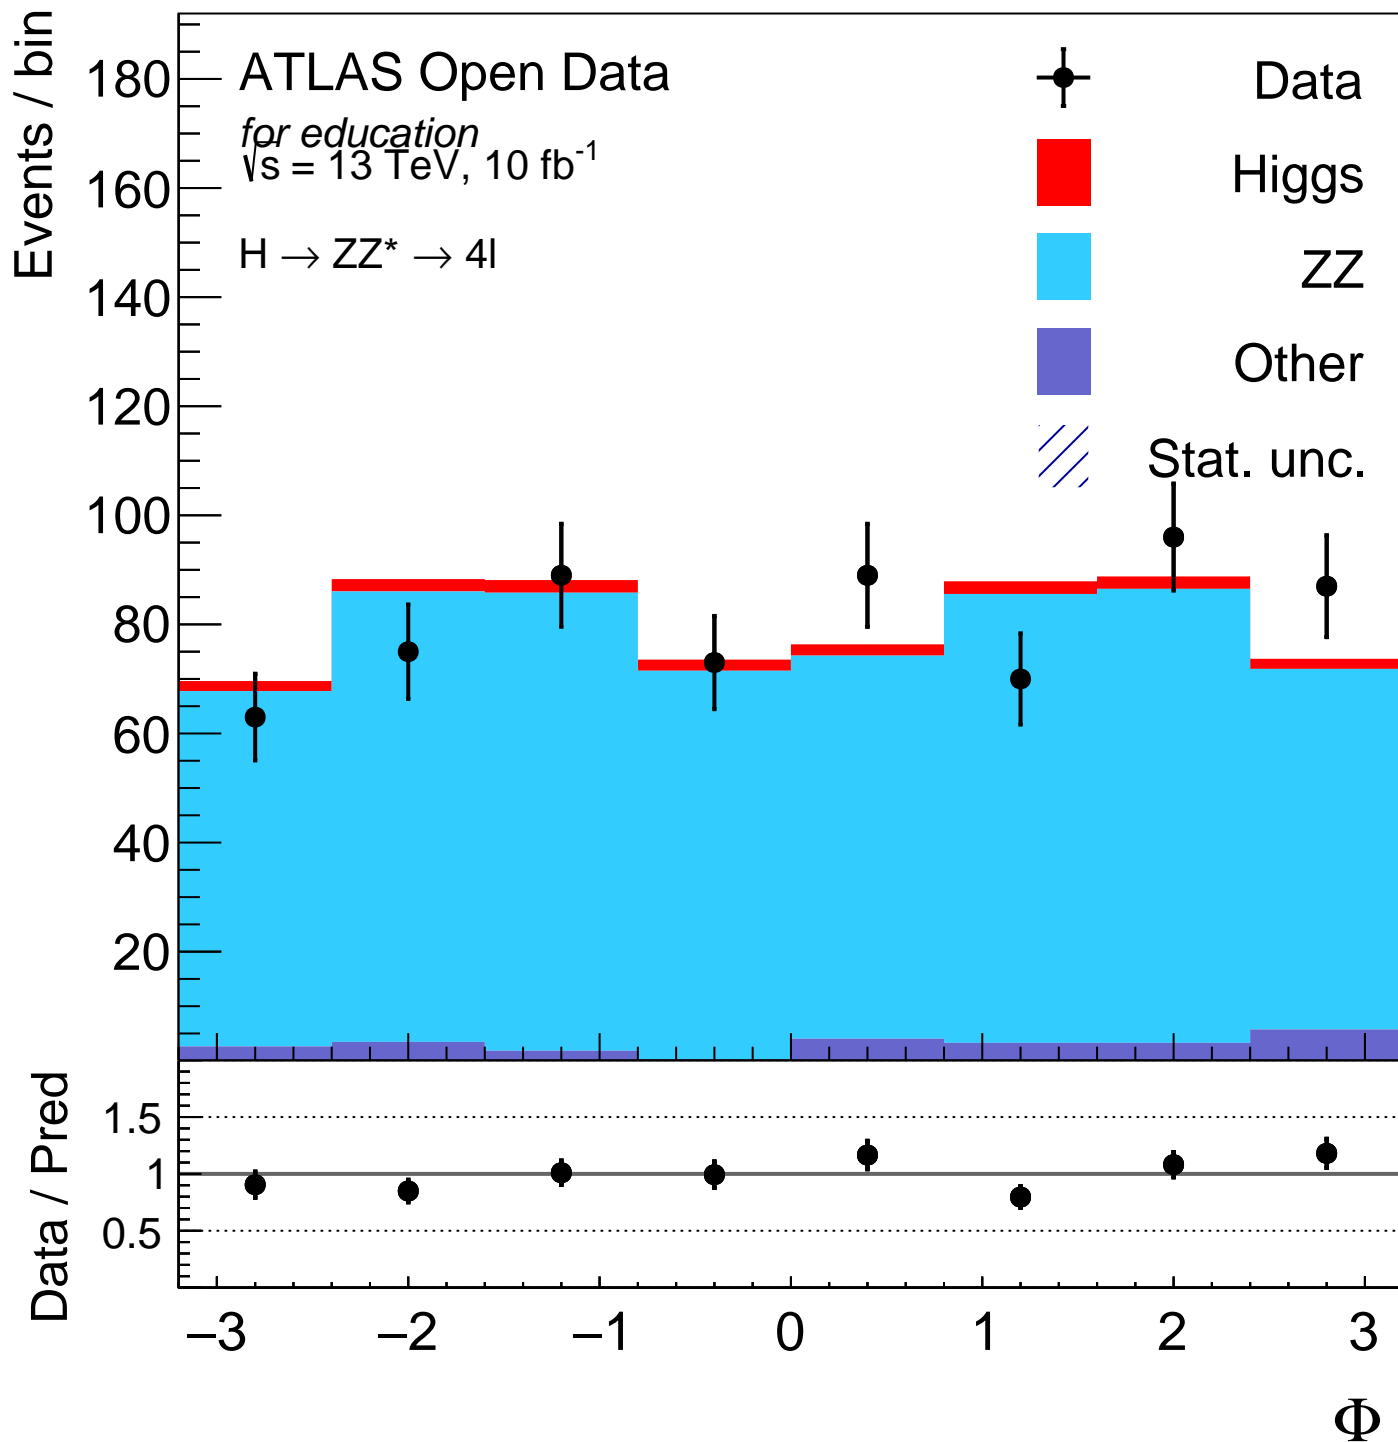 Events / bin
180
160
140
120
100
80
60
40
20
ATLAS Open Data
for education
√s = 13 TeV, 10 fb⁻¹
H → ZZ* → 4l
Data
Higgs
ZZ
Other
Stat. unc.
Data / Pred
1.5
1
0.5
−3 −2 −1 0 1 2 3
Φ